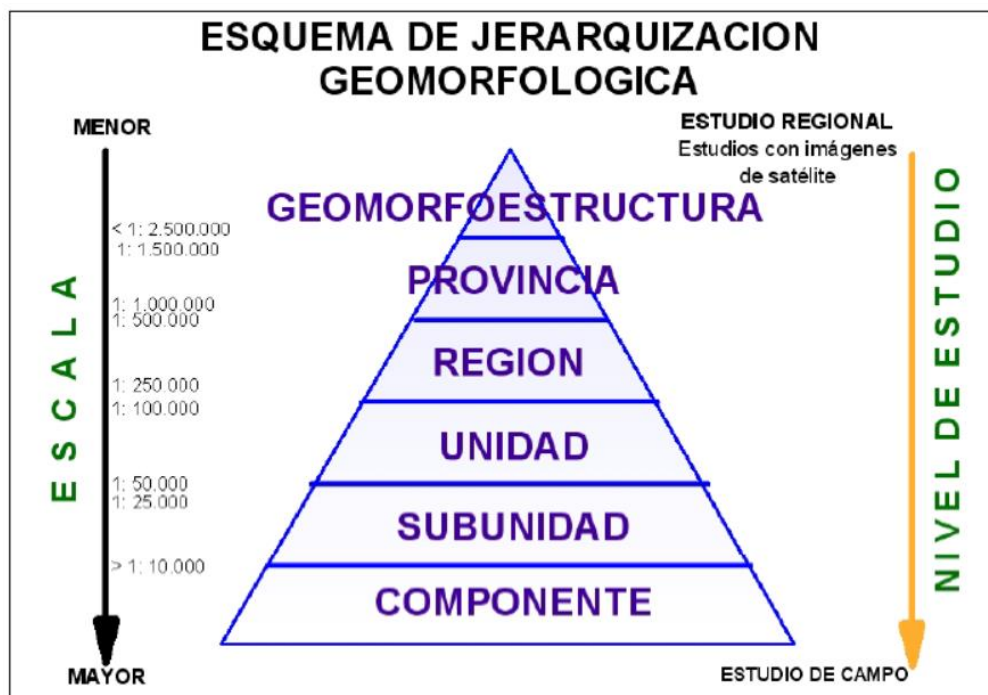 ESQUEMA DE JERARQUIZACION
GEOMORFOLOGICA
MENOR
ESCALA
< 1: 2.500.000
1: 1.500.000
1: 1.000.000
1: 500.000
1: 250.000
1: 100.000
1: 50.000
1: 25.000
> 1: 10.000
MAYOR
GEOMORFOESTRUCTURA
PROVINCIA
REGION
UNIDAD
SUBUNIDAD
COMPONENTE
ESTUDIO REGIONAL
Estudios con imágenes
de satélite
NIVEL DE ESTUDIO
ESTUDIO DE CAMPO